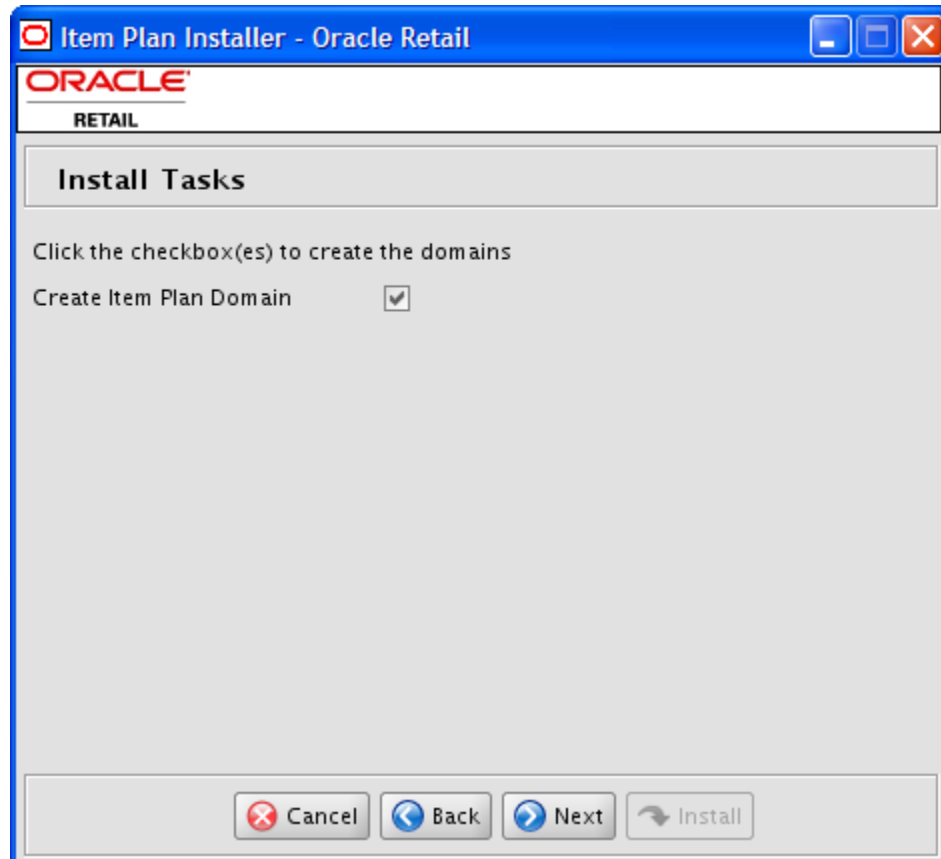 Item Plan Installer - Oracle Retail
ORACLE'
RETAIL
Install Tasks
Click the checkbox(es) to create the domains
Create Item Plan Domain
Cancel Back Next Install